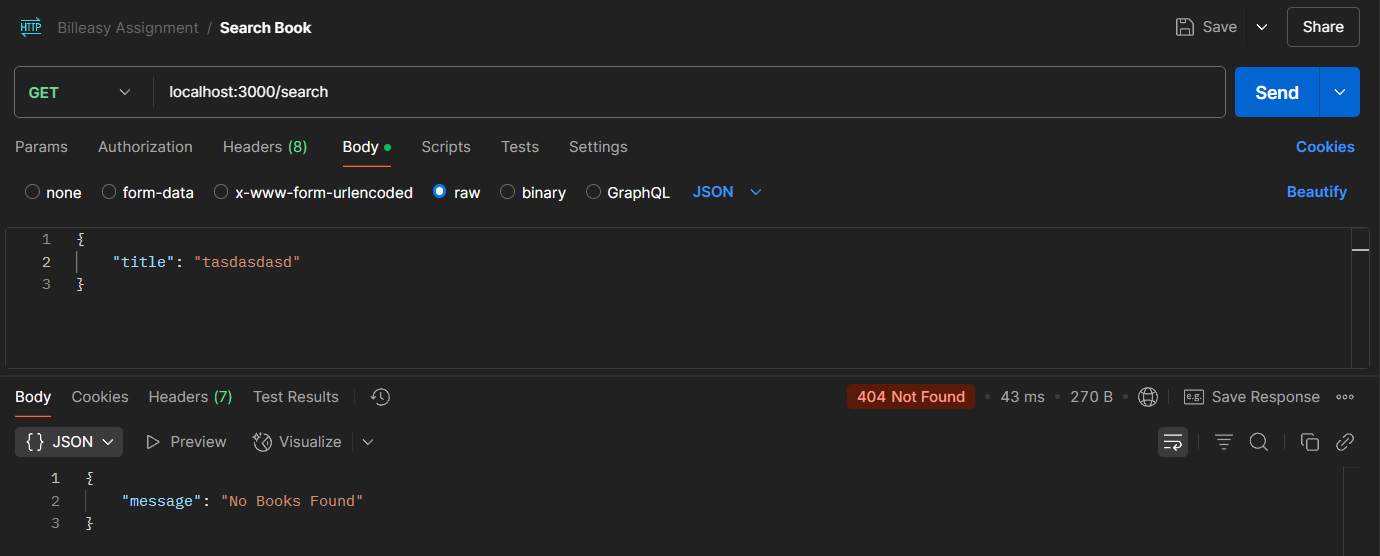 HTTP Billeasy Assignment / Search Book Save Share
GET localhost:3000/search Send
Params Authorization Headers (8) Body Scripts Tests Settings Cookies
none form-data x-www-form-urlencoded raw binary GraphQL JSON Beautify
1 {
2 "title": "tasdasdasd"
3 }
Body Cookies Headers (7) Test Results 404 Not Found • 43 ms • 270 B • e.g. Save Response
{} JSON Preview Visualize
1 {
2 "message": "No Books Found"
3 }